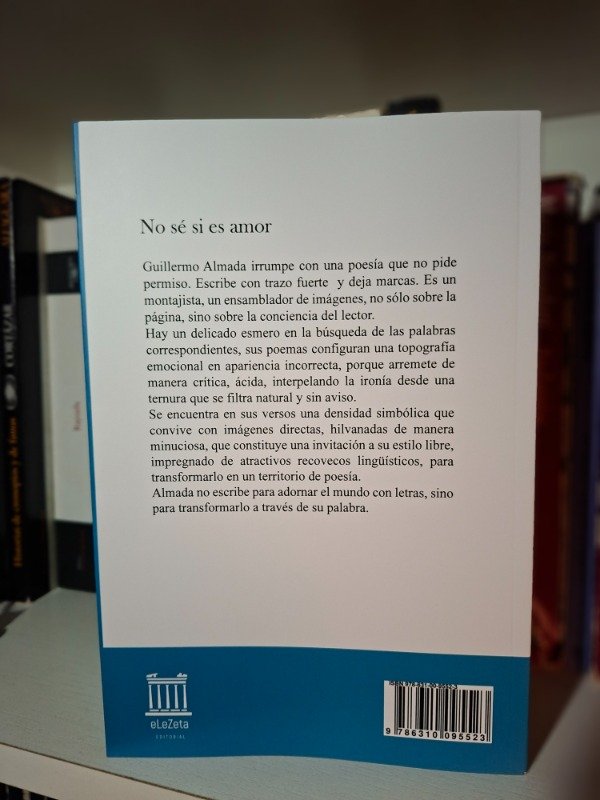 No sé si es amor
Guillermo Almada irrumpe con una poesía que no pide
permiso. Escribe con trazo fuerte y deja marcas. Es un
montajista, un ensamblador de imágenes, no sólo sobre la
página, sino sobre la conciencia del lector.
Hay un delicado esmero en la búsqueda de las palabras
correspondientes, sus poemas configuran una topografía
emocional en apariencia incorrecta, porque arremete de
manera crítica, ácida, interpelando la ironía desde una
ternura que se filtra natural y sin aviso.
Se encuentra en sus versos una densidad simbólica que
convive con imágenes directas, hilvanadas de manera
minuciosa, que constituye una invitación a su estilo libre,
impregnado de atractivos recovecos lingüísticos, para
transformarlo en un territorio de poesía.
Almada no escribe para adornar el mundo con letras, sino
para transformarlo a través de su palabra.
eLeZeta
EDITORIAL
9 786310 095523
CORTÁZAR
Historias de cronopios y de famas
Rayuela